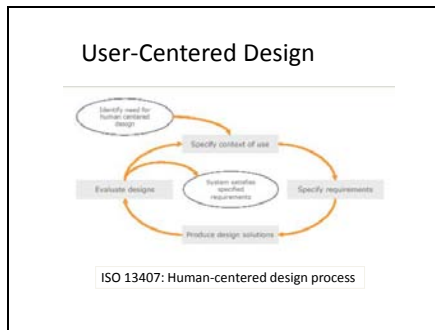 User-Centered Design
Identify need for
human centered
design
Specify context of use
Evaluate designs
System satisfies
specified
requirements
Specify requirements
Produce design solutions
ISO 13407: Human-centered design process